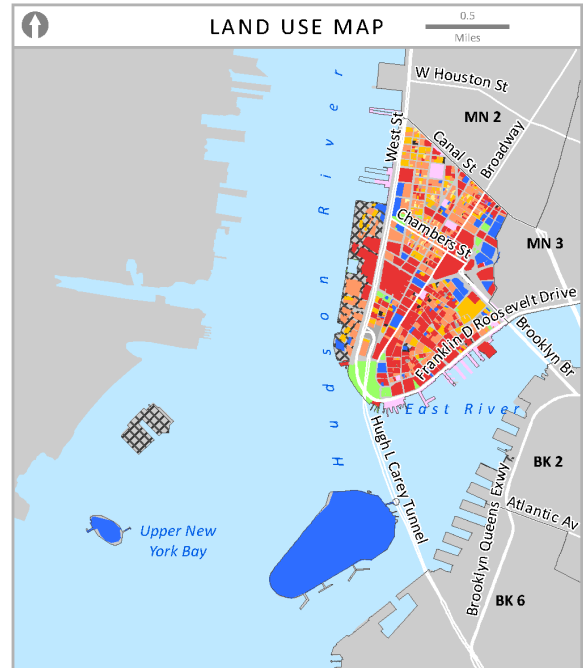 LAND USE MAP
0.5
Miles
W Houston St
MN 2
West St
Canal St
Broadway
Hudson River
Chambers St
MN 3
Franklin D Roosevelt Drive
Brooklyn Br
East River
Hugh L Carey Tunnel
BK 2
Brooklyn Queens Exwy
Atlantic Av
Upper New
York Bay
BK 6